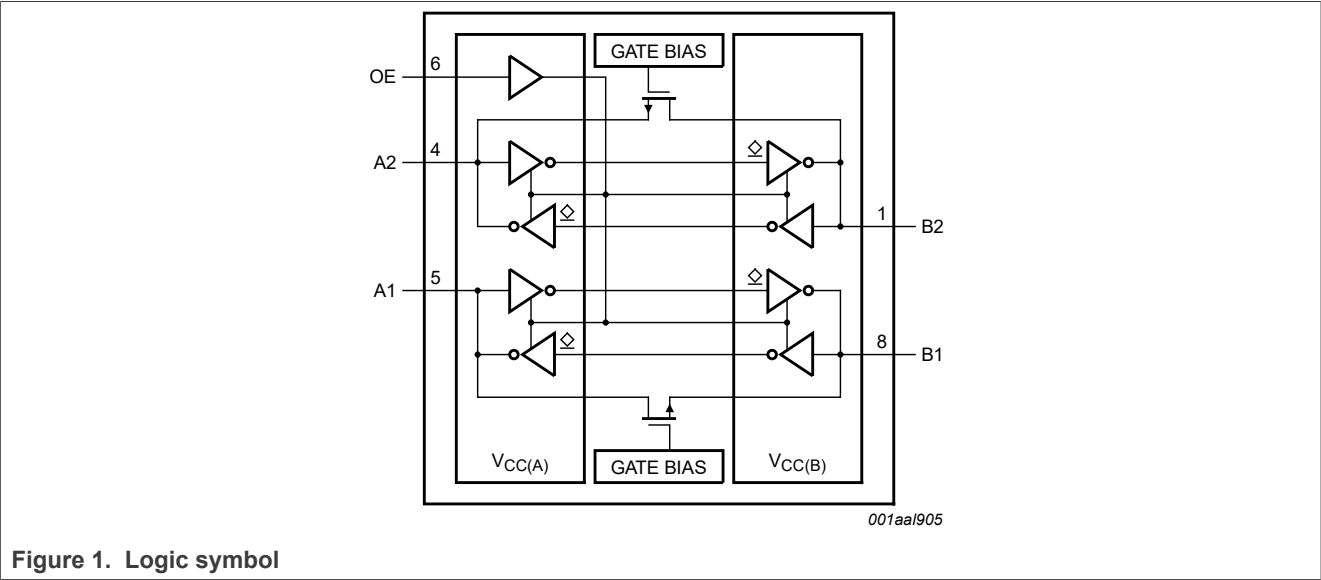 GATE BIAS
OE 6
A2 4
1 B2
A1 5
8 B1
VCC(A) GATE BIAS VCC(B)
001aal905
Figure 1. Logic symbol